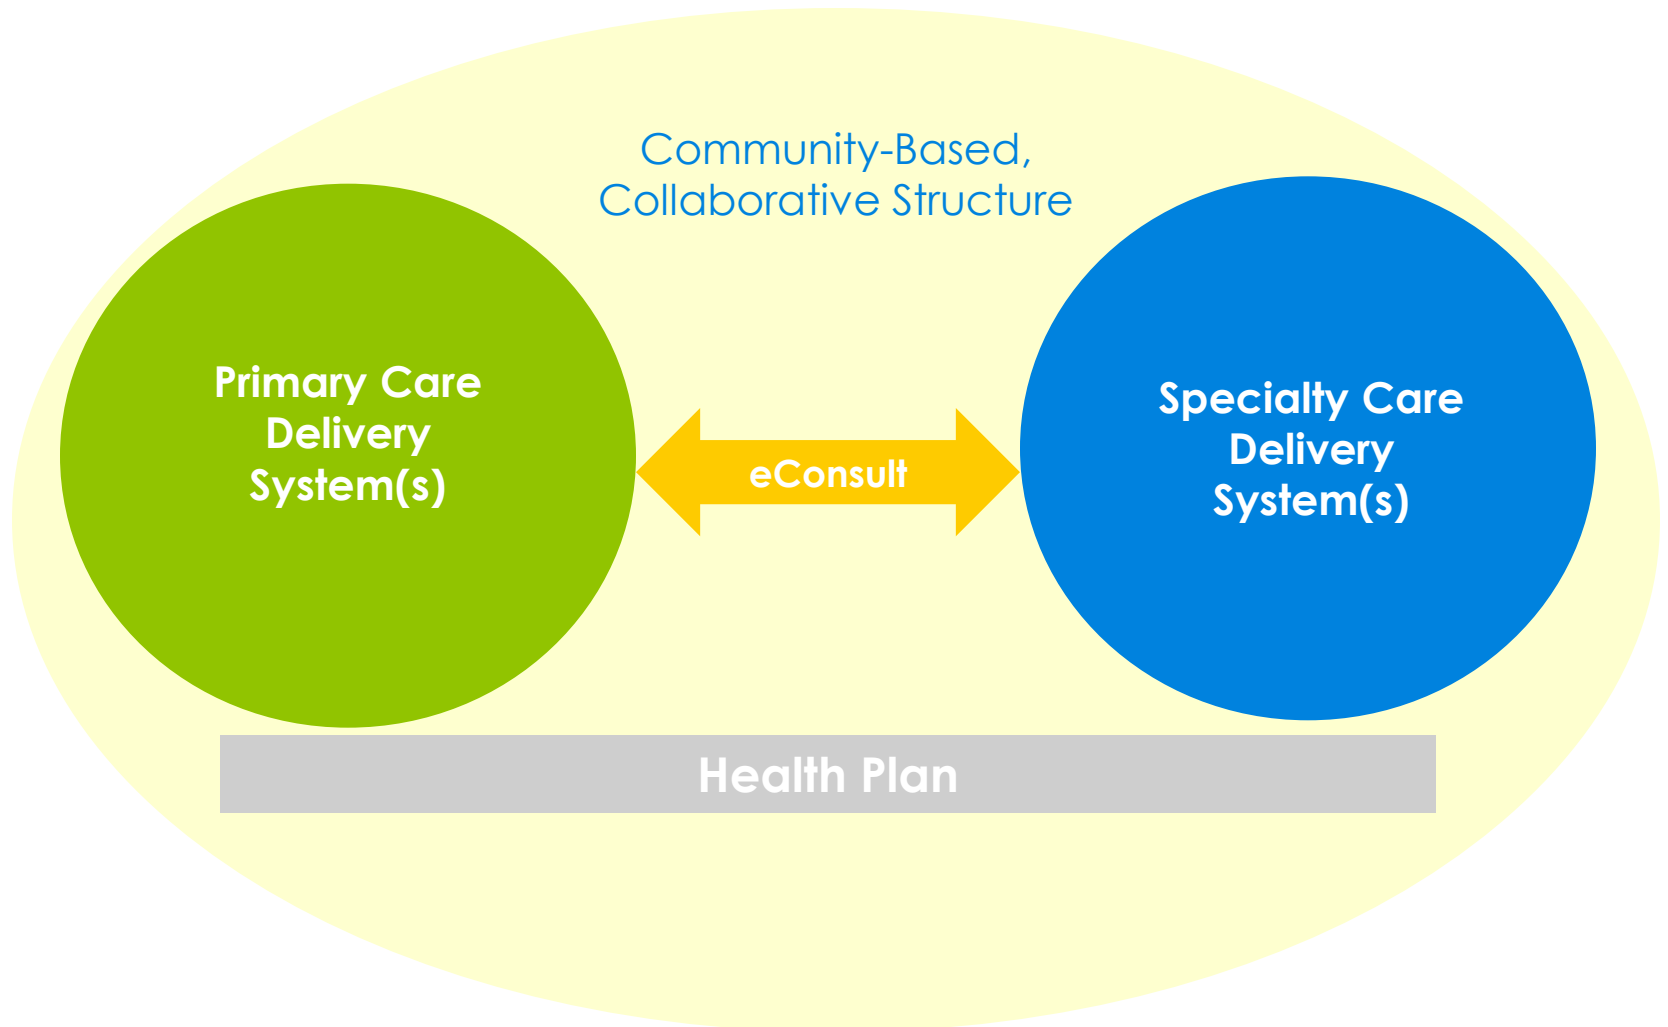 Community-Based,
Collaborative Structure
Primary Care
Delivery
System(s)
eConsult
Specialty Care
Delivery
System(s)
Health Plan